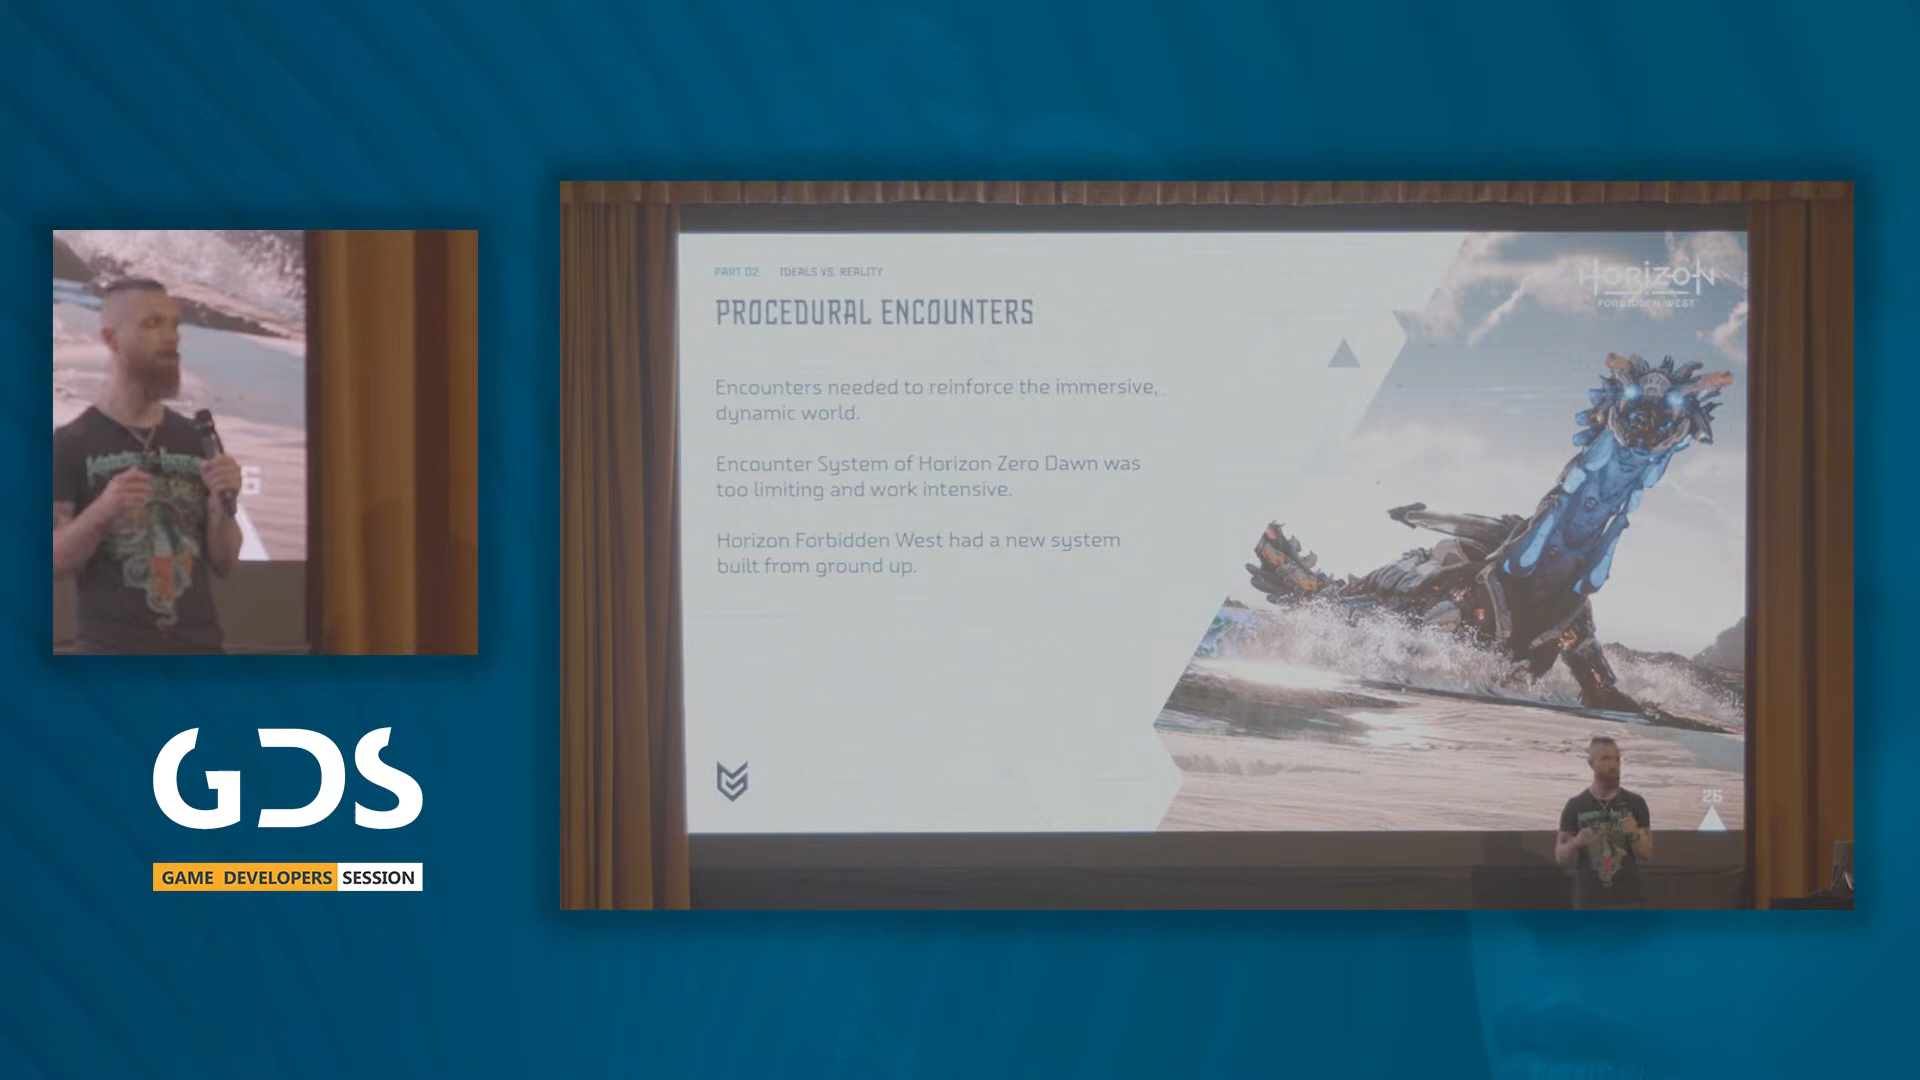 PART 02 IDEALS VS. REALITY
PROCEDURAL ENCOUNTERS
Encounters needed to reinforce the immersive,
dynamic world.
Encounter System of Horizon Zero Dawn was
too limiting and work intensive.
Horizon Forbidden West had a new system
built from ground up.
HORIZON
FORBIDDEN WEST
26
6
GDS
GAME DEVELOPERS SESSION